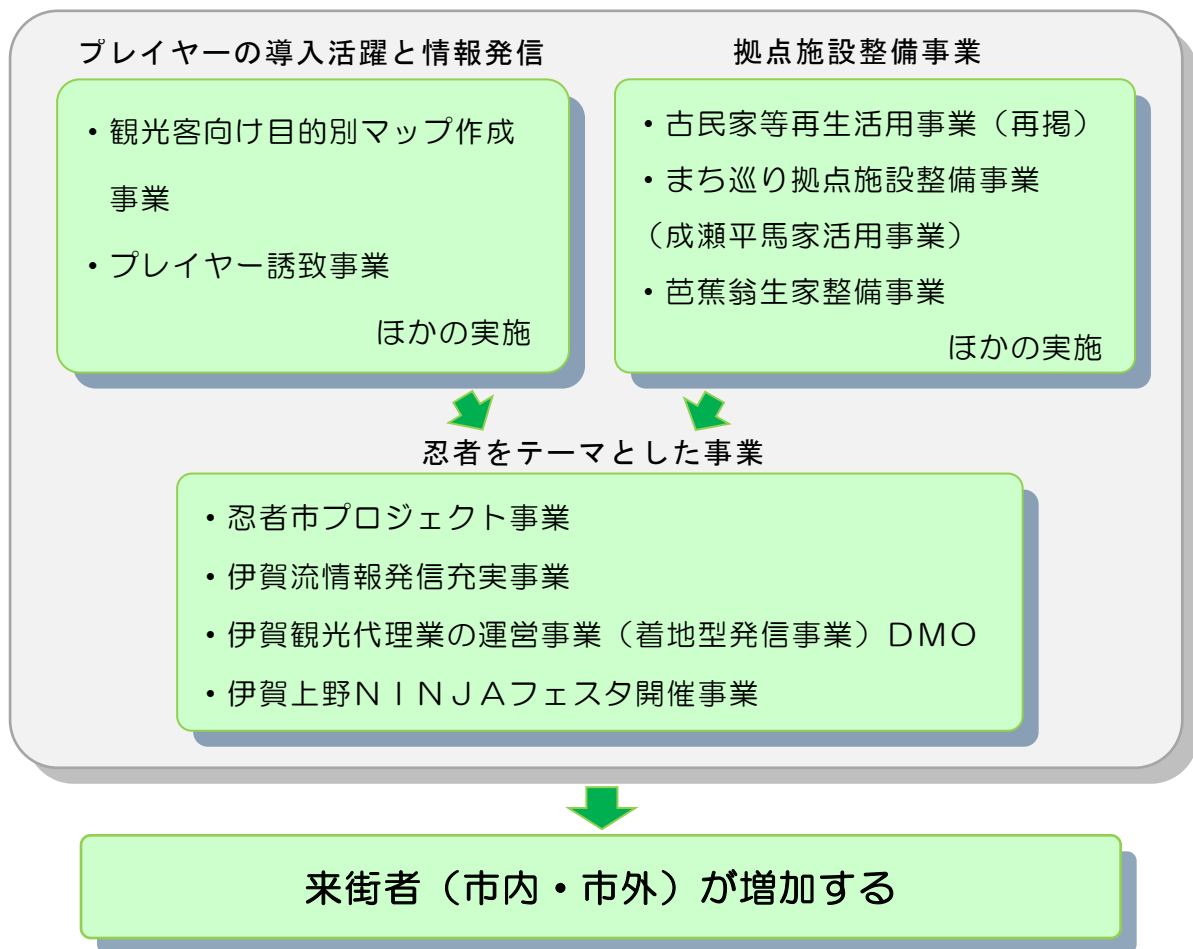 プレイヤーの導入活躍と情報発信
・観光客向け目的別マップ作成
事業
・プレイヤー誘致事業
ほかの実施
拠点施設整備事業
・古民家等再生活用事業（再掲）
・まち巡り拠点施設整備事業
（成瀬平馬家活用事業）
・芭蕉翁生家整備事業
ほかの実施
忍者をテーマとした事業
・忍者市プロジェクト事業
・伊賀流情報発信充実事業
・伊賀観光代理業の運営事業（着地型発信事業）ＤＭＯ
・伊賀上野ＮＩＮＪＡフェスタ開催事業
来街者（市内・市外）が増加する